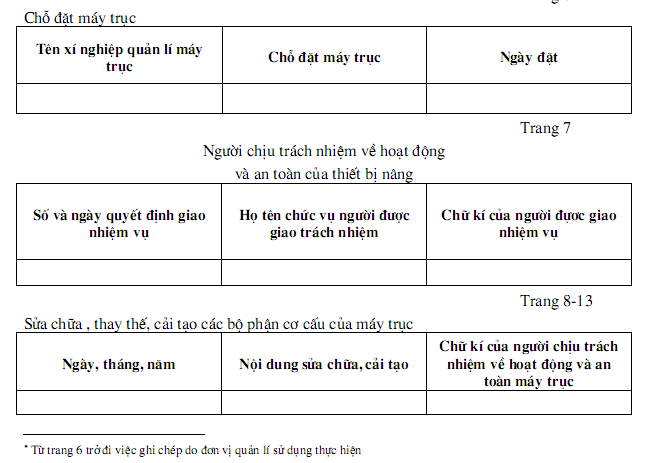 Chỗ đặt máy trục
Tên xí nghiệp quản lí máy trục | Chỗ đặt máy trục | Ngày đặt
Trang 7
Người chịu trách nhiệm về hoạt động
và an toàn của thiết bị nâng
Số và ngày quyết định giao nhiệm vụ | Họ tên chức vụ người được giao trách nhiệm | Chữ kí của người đựơc giao nhiệm vụ
Trang 8-13
Sửa chữa , thay thế, cải tạo các bộ phận cơ cấu của máy trục
Ngày, tháng, năm | Nội dung sửa chữa, cải tạo | Chữ kí của người chịu trách nhiệm về hoạt động và an toàn máy trục
* Từ trang 6 trở đi việc ghi chép do đơn vị quản lí sử dụng thực hiện